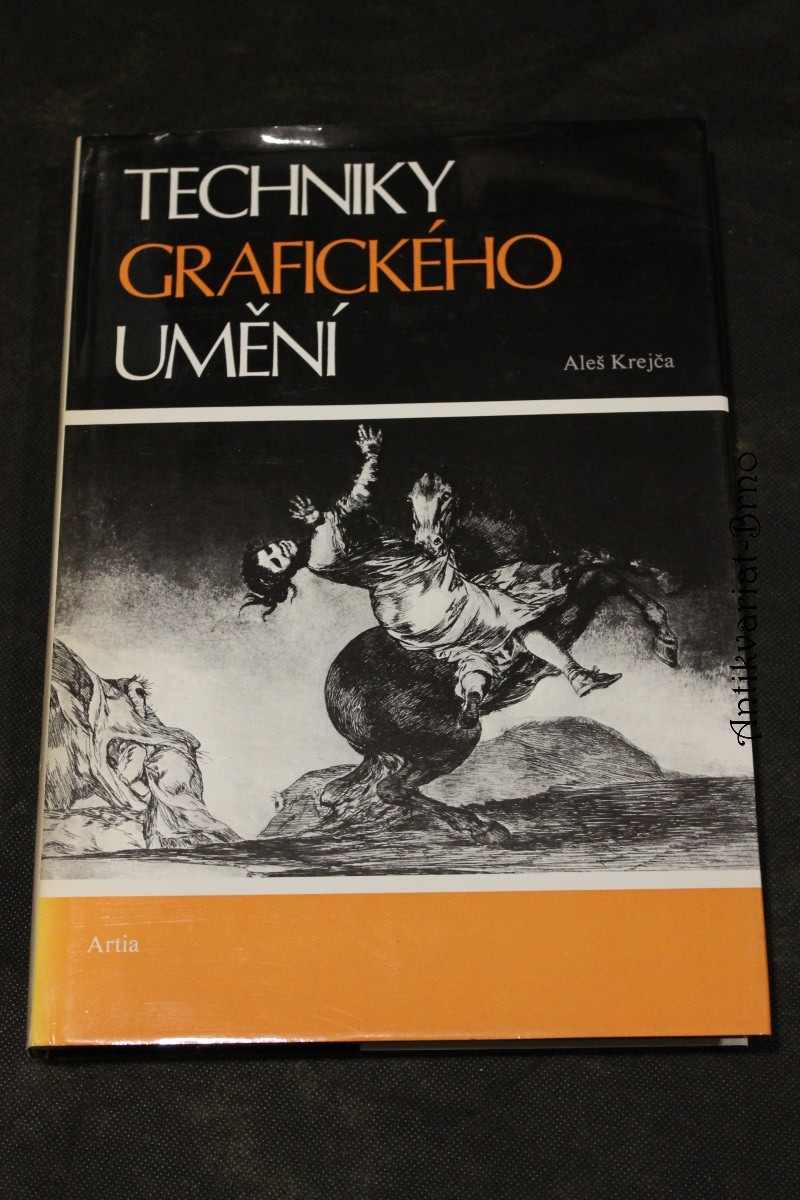 TECHNIKY
GRAFICKÉHO
UMĚNÍ
Aleš Krejča
Artia
Antikvariat-Brno